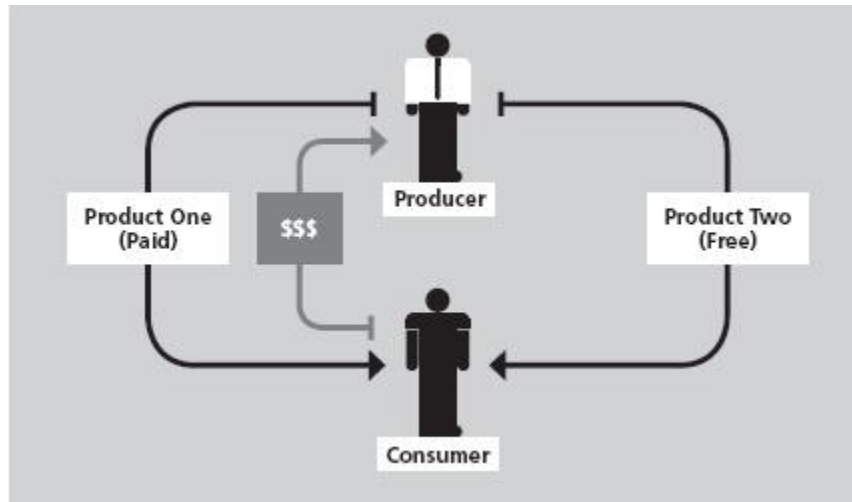 Producer
Product One
(Paid)
$$$
Product Two
(Free)
Consumer